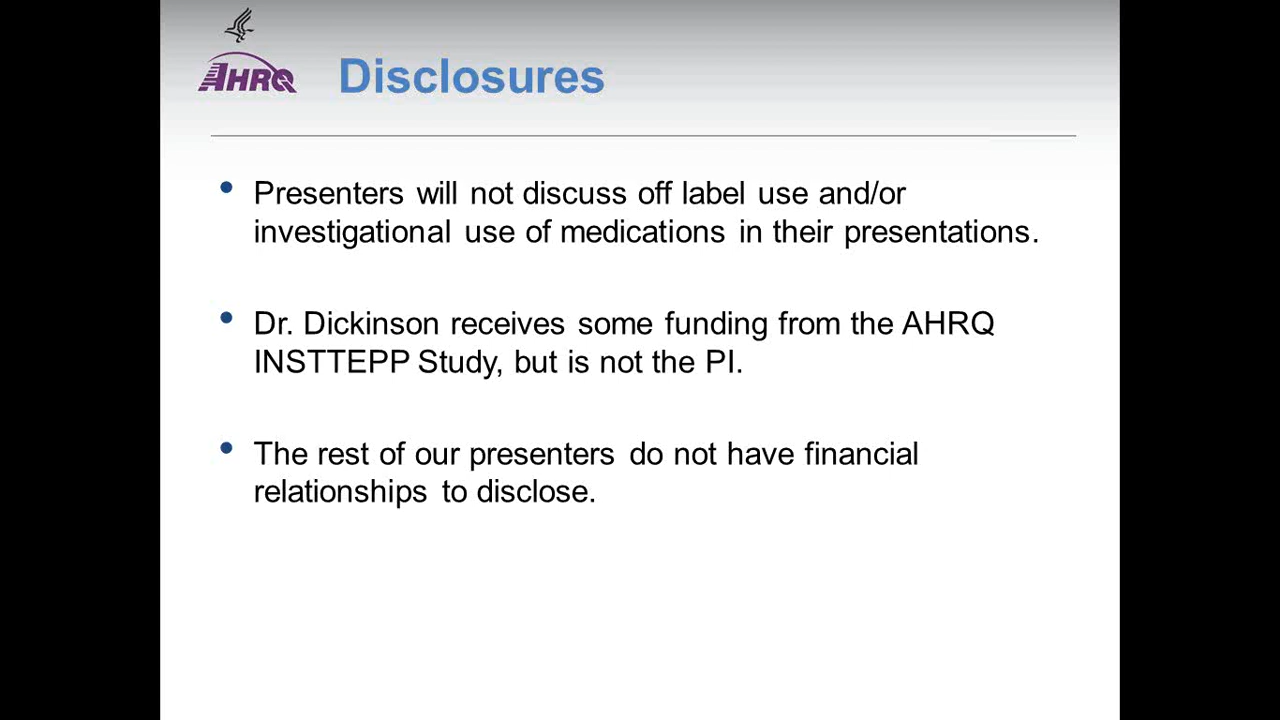 AHRQ
Disclosures
• Presenters will not discuss off label use and/or
investigational use of medications in their presentations.
• Dr. Dickinson receives some funding from the AHRQ
INSTTEPP Study, but is not the PI.
• The rest of our presenters do not have financial
relationships to disclose.